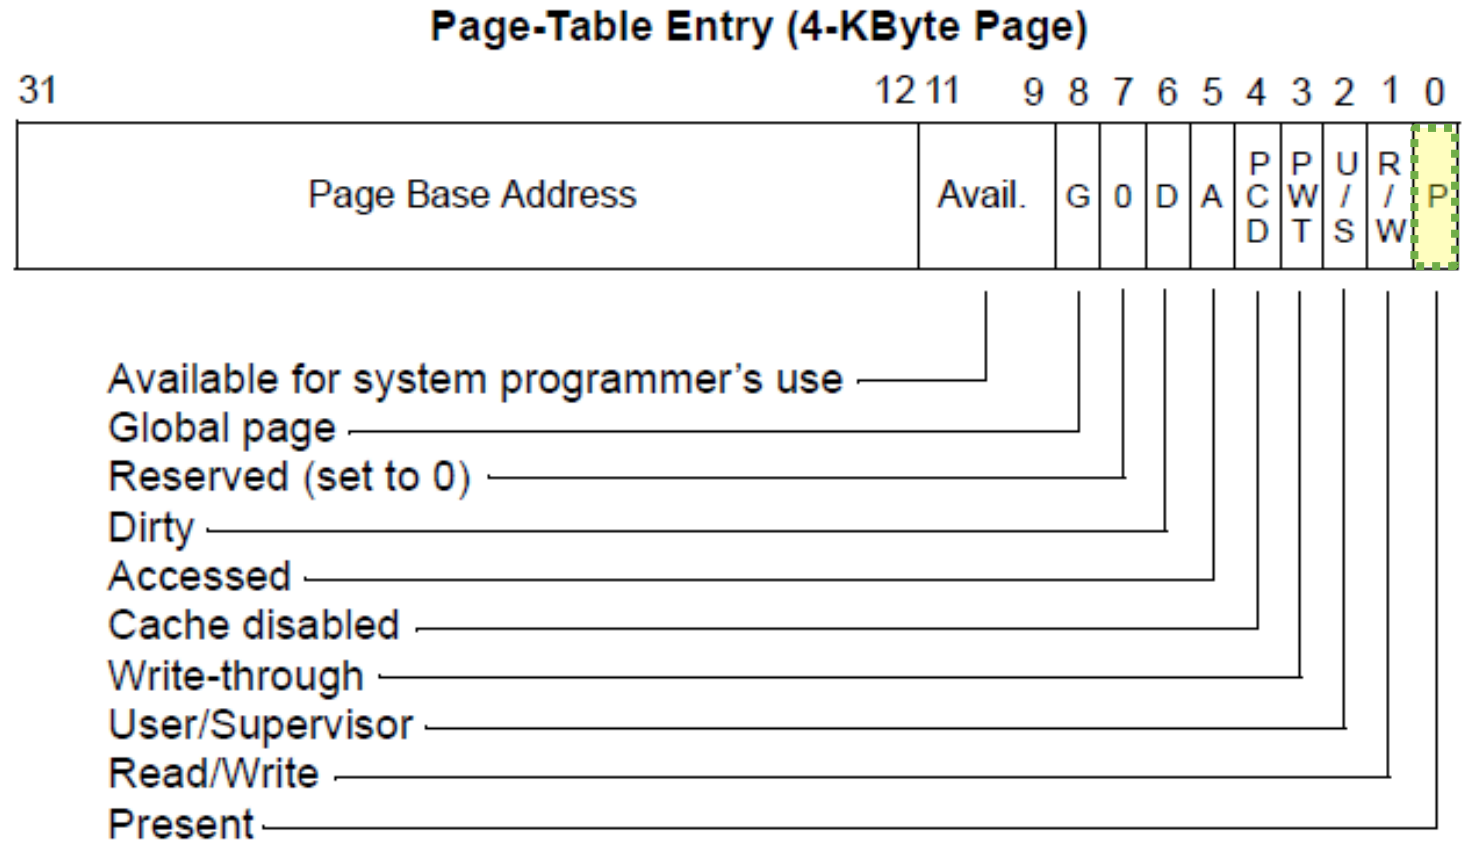 Page-Table Entry (4-KByte Page)
31 12 11 9 8 7 6 5 4 3 2 1 0
Page Base Address Avail. G 0 D A PCD PWT U/S R/W P
Available for system programmer’s use
Global page
Reserved (set to 0)
Dirty
Accessed
Cache disabled
Write-through
User/Supervisor
Read/Write
Present